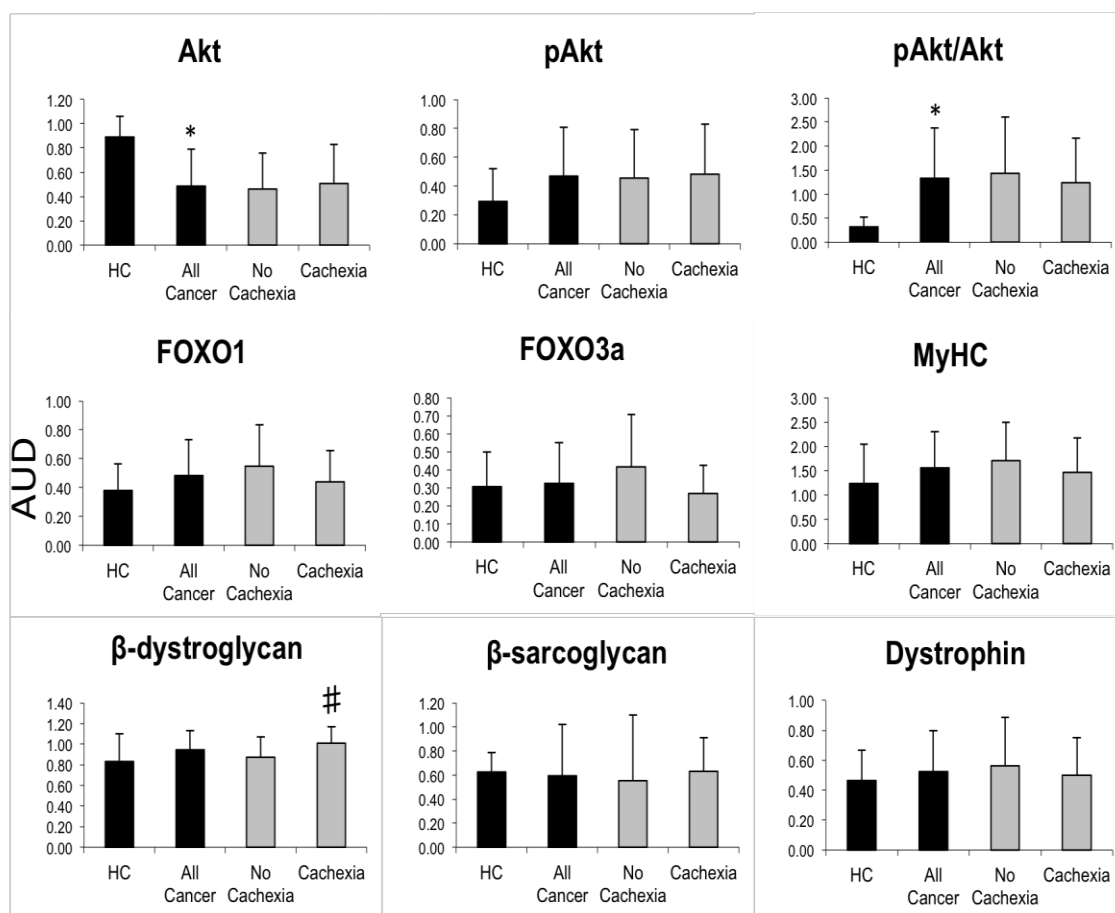 Akt
1.20
1.00
0.80
0.60
0.40
0.20
0.00
*
HC
All
Cancer
No
Cachexia
Cachexia
pAkt
1.00
0.80
0.60
0.40
0.20
0.00
HC
All
Cancer
No
Cachexia
Cachexia
pAkt/Akt
3.00
2.50
2.00
1.50
1.00
0.50
0.00
*
HC
All
Cancer
No
Cachexia
Cachexia
AUD
FOXO1
1.00
0.80
0.60
0.40
0.20
0.00
HC
All
Cancer
No
Cachexia
Cachexia
FOXO3a
0.80
0.70
0.60
0.50
0.40
0.30
0.20
0.10
0.00
HC
All
Cancer
No
Cachexia
Cachexia
MyHC
3.00
2.50
2.00
1.50
1.00
0.50
0.00
HC
All
Cancer
No
Cachexia
Cachexia
β-dystroglycan
1.40
1.20
1.00
0.80
0.60
0.40
0.20
0.00
#
HC
All
Cancer
No
Cachexia
Cachexia
β-sarcoglycan
1.20
1.00
0.80
0.60
0.40
0.20
0.00
HC
All
Cancer
No
Cachexia
Cachexia
Dystrophin
1.00
0.80
0.60
0.40
0.20
0.00
HC
All
Cancer
No
Cachexia
Cachexia